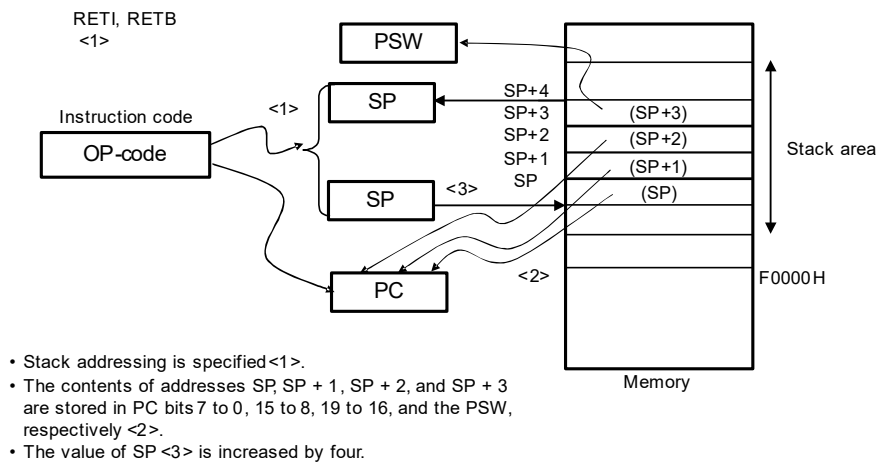 RETI, RETB
<1>
PSW
SP+4
<1>
SP
SP+3
(SP+3)
Instruction code
SP+2
(SP+2)
OP-code
Stack area
SP+1
(SP+1)
SP
SP
<3>
(SP)
PC
<2>
F0000H
Memory
• Stack addressing is specified <1>.
• The contents of addresses SP, SP + 1, SP + 2, and SP + 3
are stored in PC bits 7 to 0, 15 to 8, 19 to 16, and the PSW,
respectively <2>.
• The value of SP <3> is increased by four.